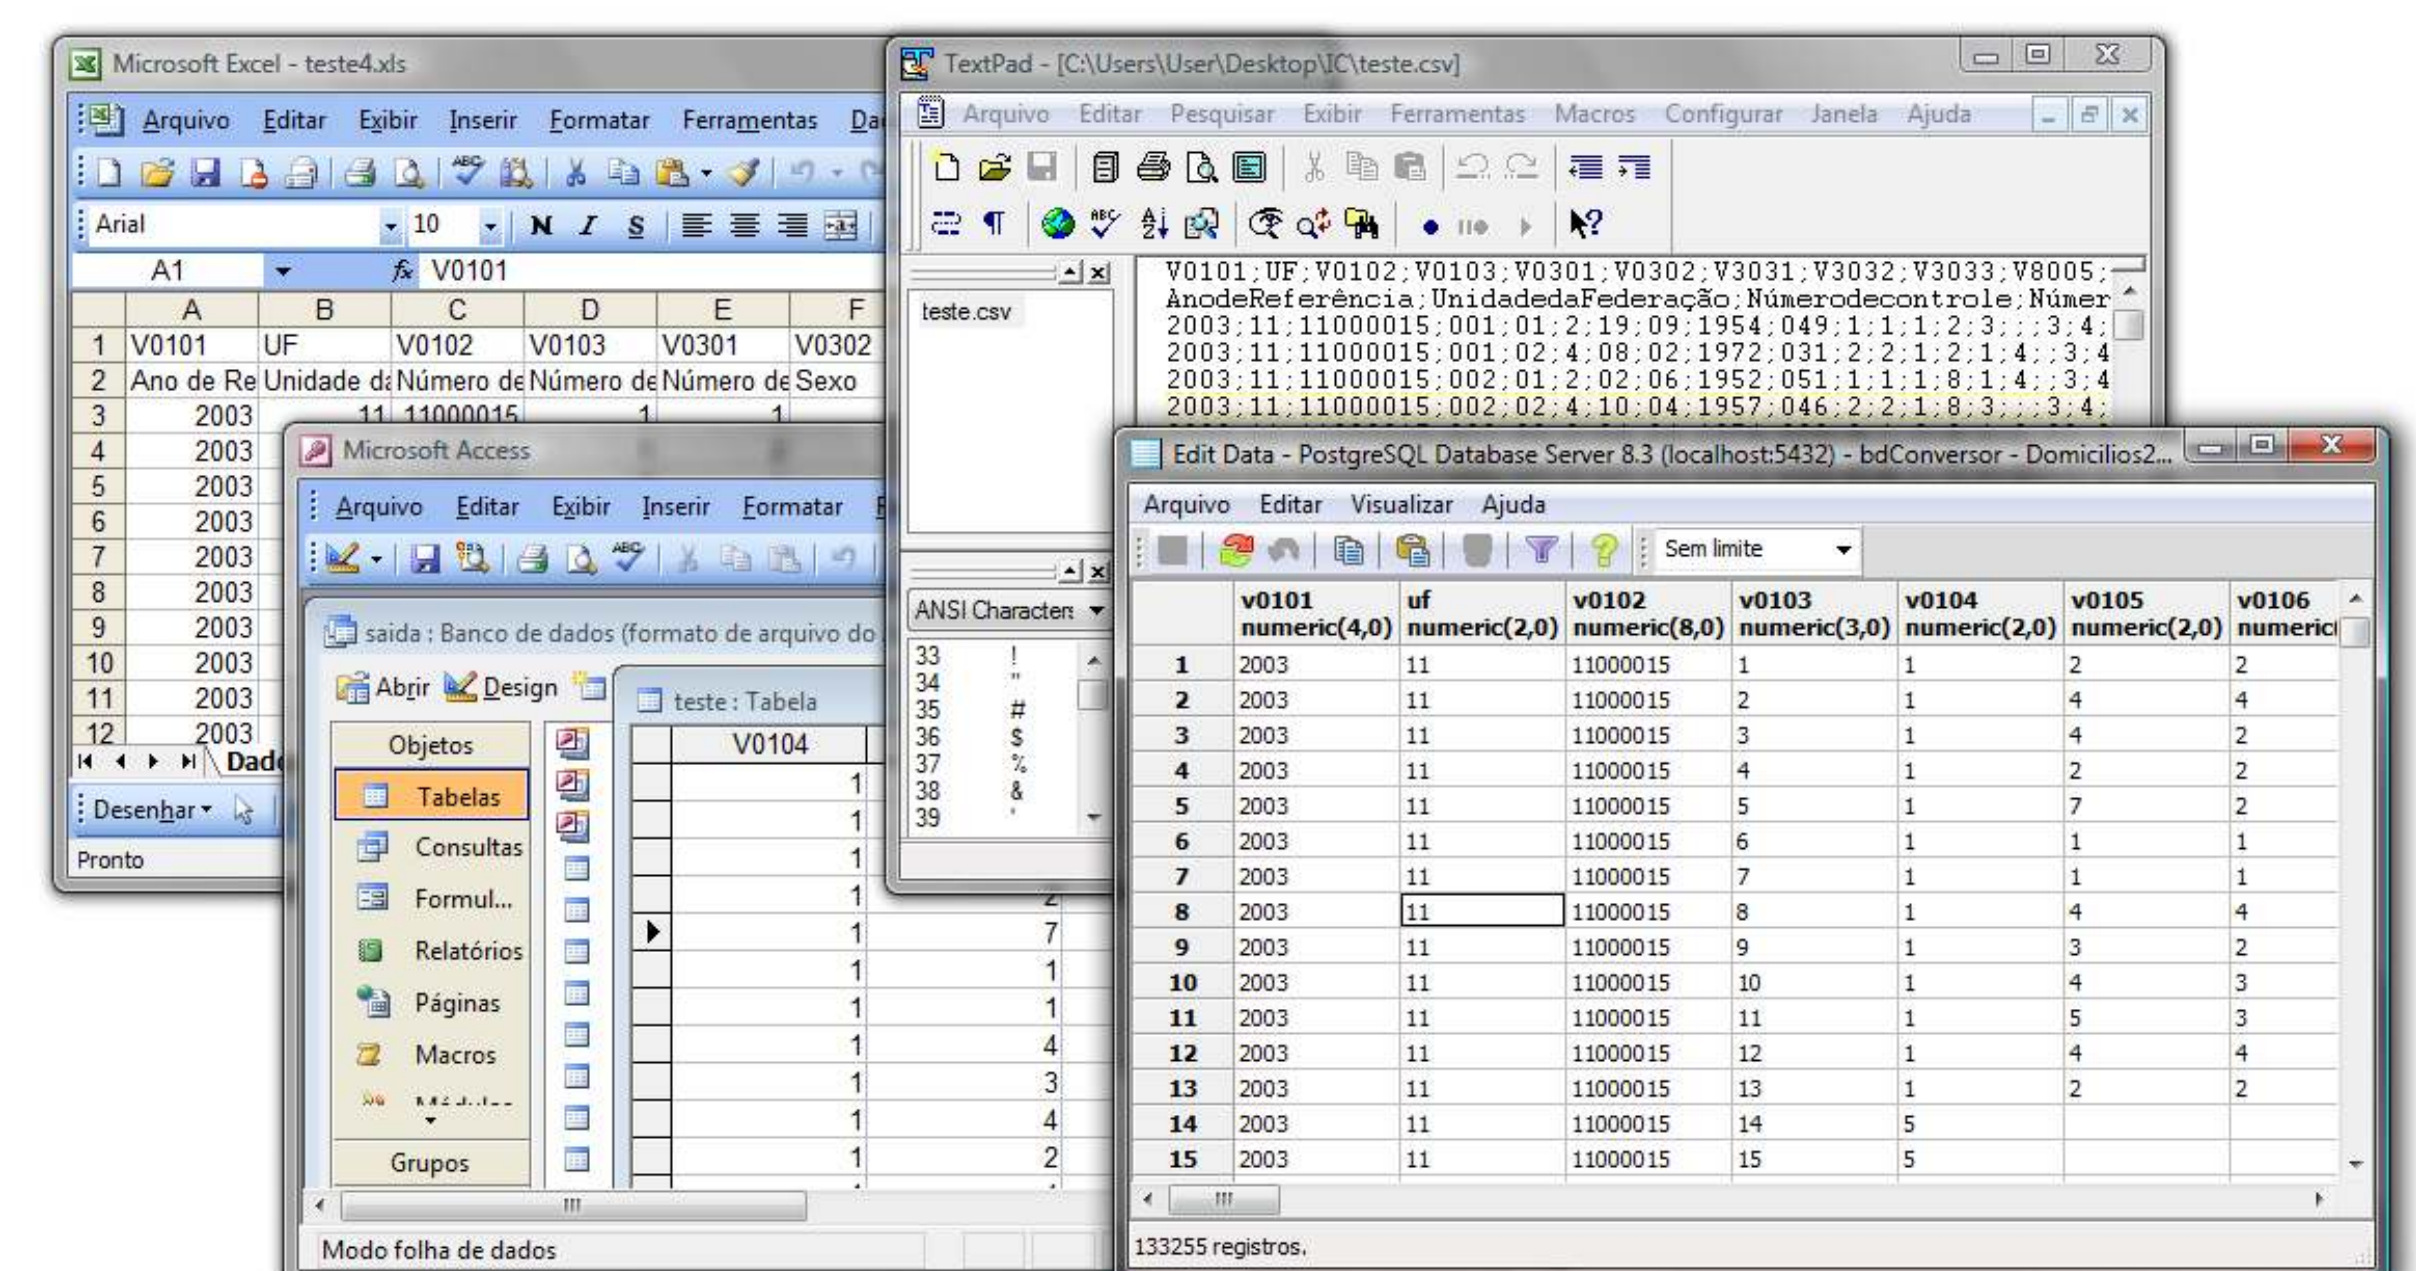 Microsoft Excel - teste4.xls
Arquivo Editar Exibir Inserir Formatar Ferramentas
Arial 10 N I S
A1 fx V0101
A B C D E F
1 V0101 UF V0102 V0103 V0301 V0302
2 Ano de Re Unidade da Número de Número de Número de Sexo
3 2003 11 11000015 1 1
4 2003
5 2003
6 2003
7 2003
8 2003
9 2003
10 2003
11 2003
12 2003
Desenhar
Pronto
TextPad - [C:\Users\User\Desktop\IC\teste.csv]
Arquivo Editar Pesquisar Exibir Ferramentas Macros Configurar Janela Ajuda
teste.csv
V0101;UF;V0102;V0103;V0301;V0302;V3031;V3032;V3033;V8005;
AnodeReferência;UnidadedaFederação;Númerodecontrole;Númer
2003;11;11000015;001;01;2;19;09;1954;049;1;1;1;2;3;;;3;4;
2003;11;11000015;001;02;4;08;02;1972;031;2;2;1;2;1;4;;3;4
2003;11;11000015;002;01;2;02;06;1952;051;1;1;1;8;1;4;;3;4
2003;11;11000015;002;02;4;10;04;1957;046;2;2;1;8;3;;;3;4;
ANSI Characters
33 !
34 "
35 #
36 $
37 %
38 &
39 '
Microsoft Access
Arquivo Editar Exibir Inserir Formatar
saida : Banco de dados (formato de arquivo do
Abrir Design
Objetos
Tabelas
Consultas
Formul...
Relatórios
Páginas
Macros
Grupos
teste : Tabela
V0104
1
1
1
1 2
1 7
1 1
1 1
1 4
1 3
1 4
1 2
Modo folha de dados
Edit Data - PostgreSQL Database Server 8.3 (localhost:5432) - bdConversor - Domicilios2...
Arquivo Editar Visualizar Ajuda
Sem limite
v0101 uf v0102 v0103 v0104 v0105 v0106
numeric(4,0) numeric(2,0) numeric(8,0) numeric(3,0) numeric(2,0) numeric(2,0) numeric(
1 2003 11 11000015 1 1 2 2
2 2003 11 11000015 2 1 4 4
3 2003 11 11000015 3 1 4 2
4 2003 11 11000015 4 1 2 2
5 2003 11 11000015 5 1 7 2
6 2003 11 11000015 6 1 1 1
7 2003 11 11000015 7 1 1 1
8 2003 11 11000015 8 1 4 4
9 2003 11 11000015 9 1 3 2
10 2003 11 11000015 10 1 4 3
11 2003 11 11000015 11 1 5 3
12 2003 11 11000015 12 1 4 4
13 2003 11 11000015 13 1 2 2
14 2003 11 11000015 14 5
15 2003 11 11000015 15 5
133255 registros.